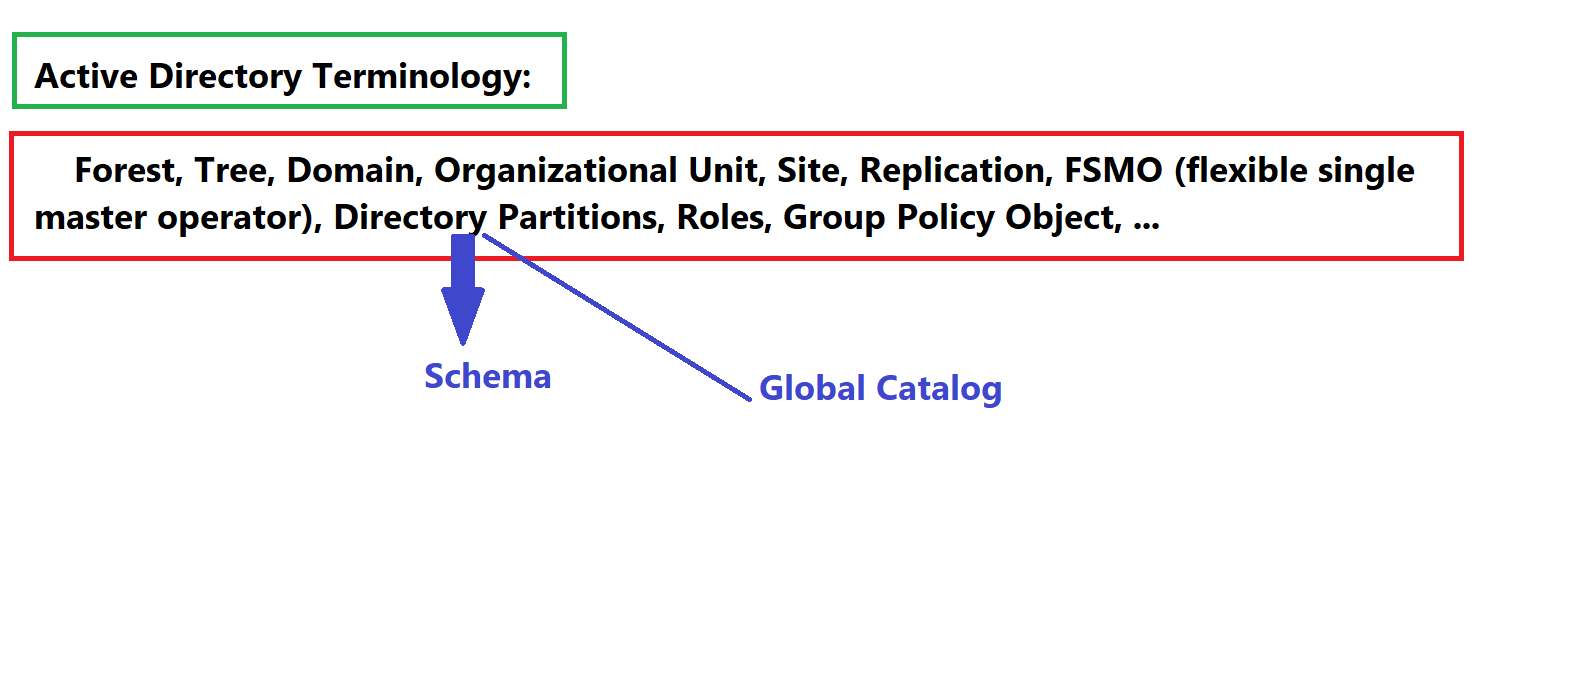 Active Directory Terminology:
Forest, Tree, Domain, Organizational Unit, Site, Replication, FSMO (flexible single
master operator), Directory Partitions, Roles, Group Policy Object, ...
Schema
Global Catalog